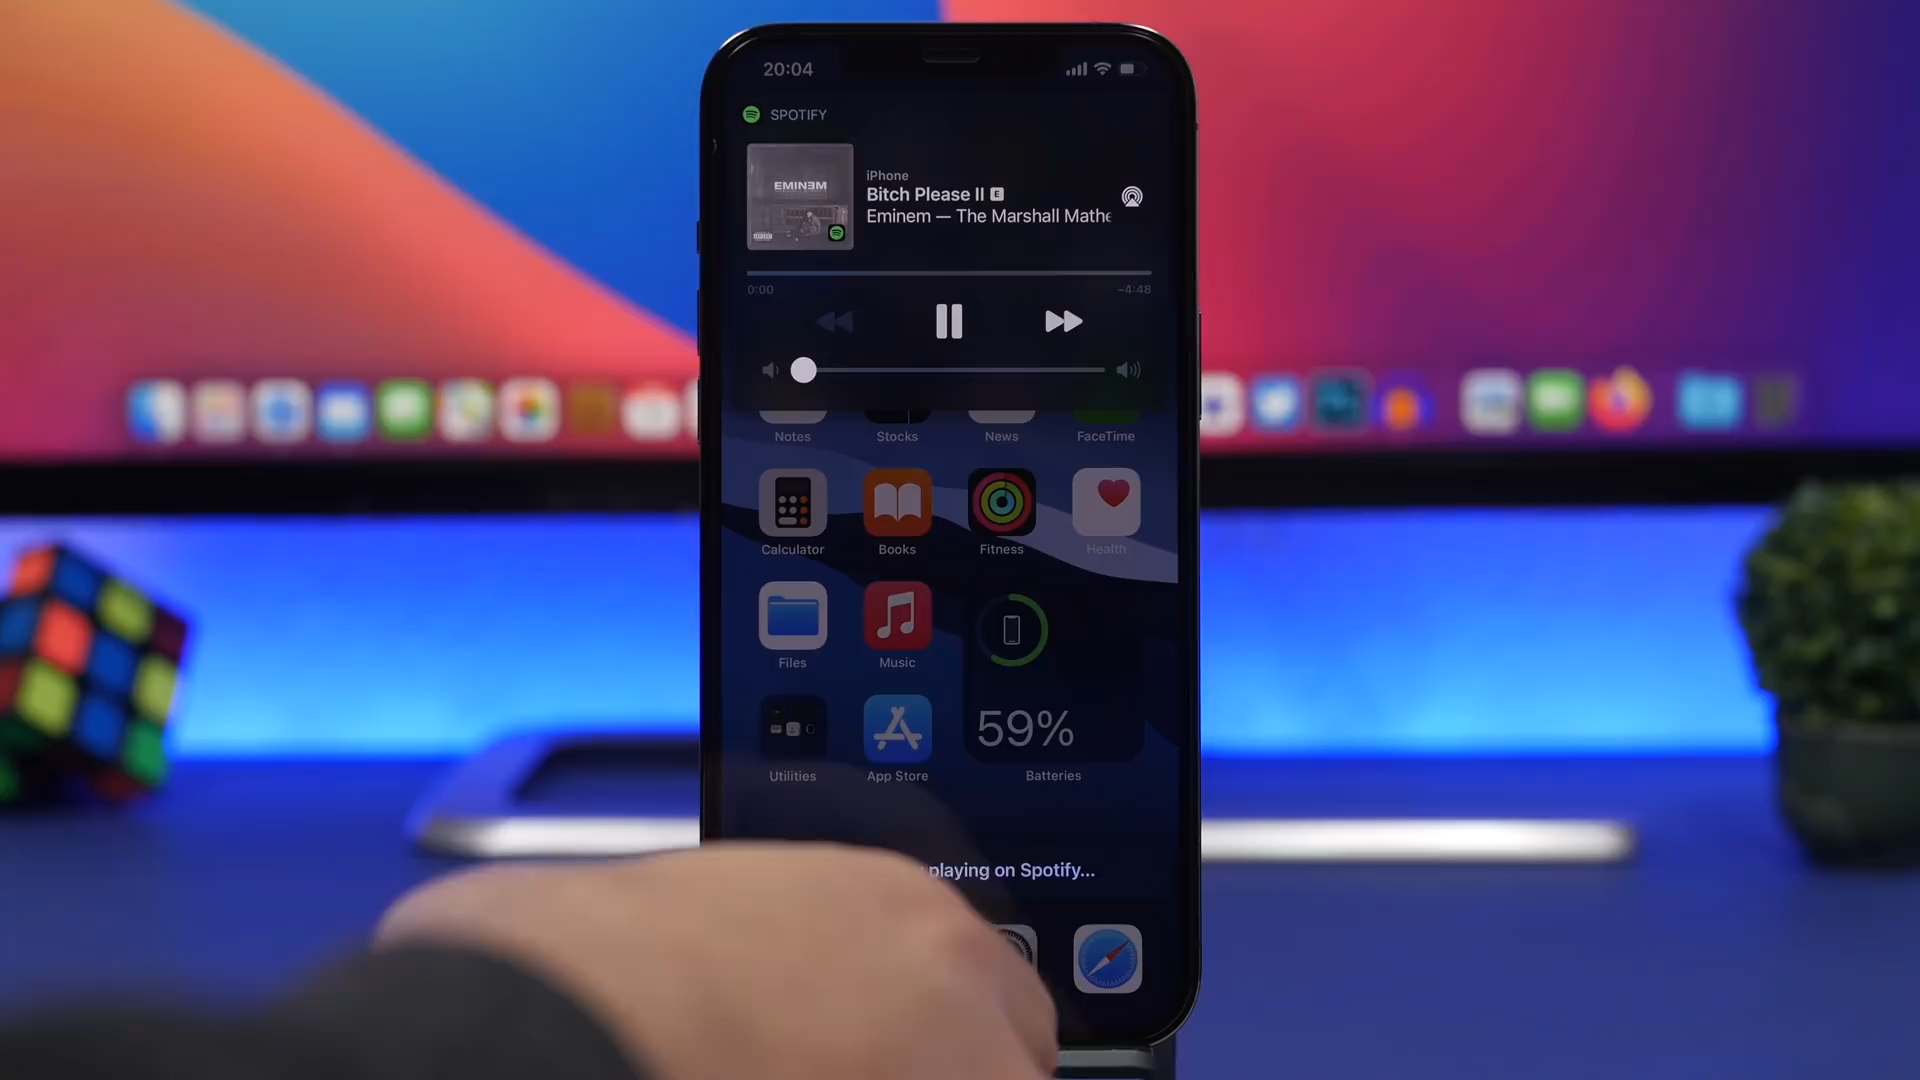 20:04
SPOTIFY
EMINEM
iPhone
Bitch Please II E
Eminem — The Marshall Mathe
0:00
–4:48
Notes
Stocks
News
FaceTime
Calculator
Books
Fitness
Health
Files
Music
59%
Utilities
App Store
Batteries
playing on Spotify...